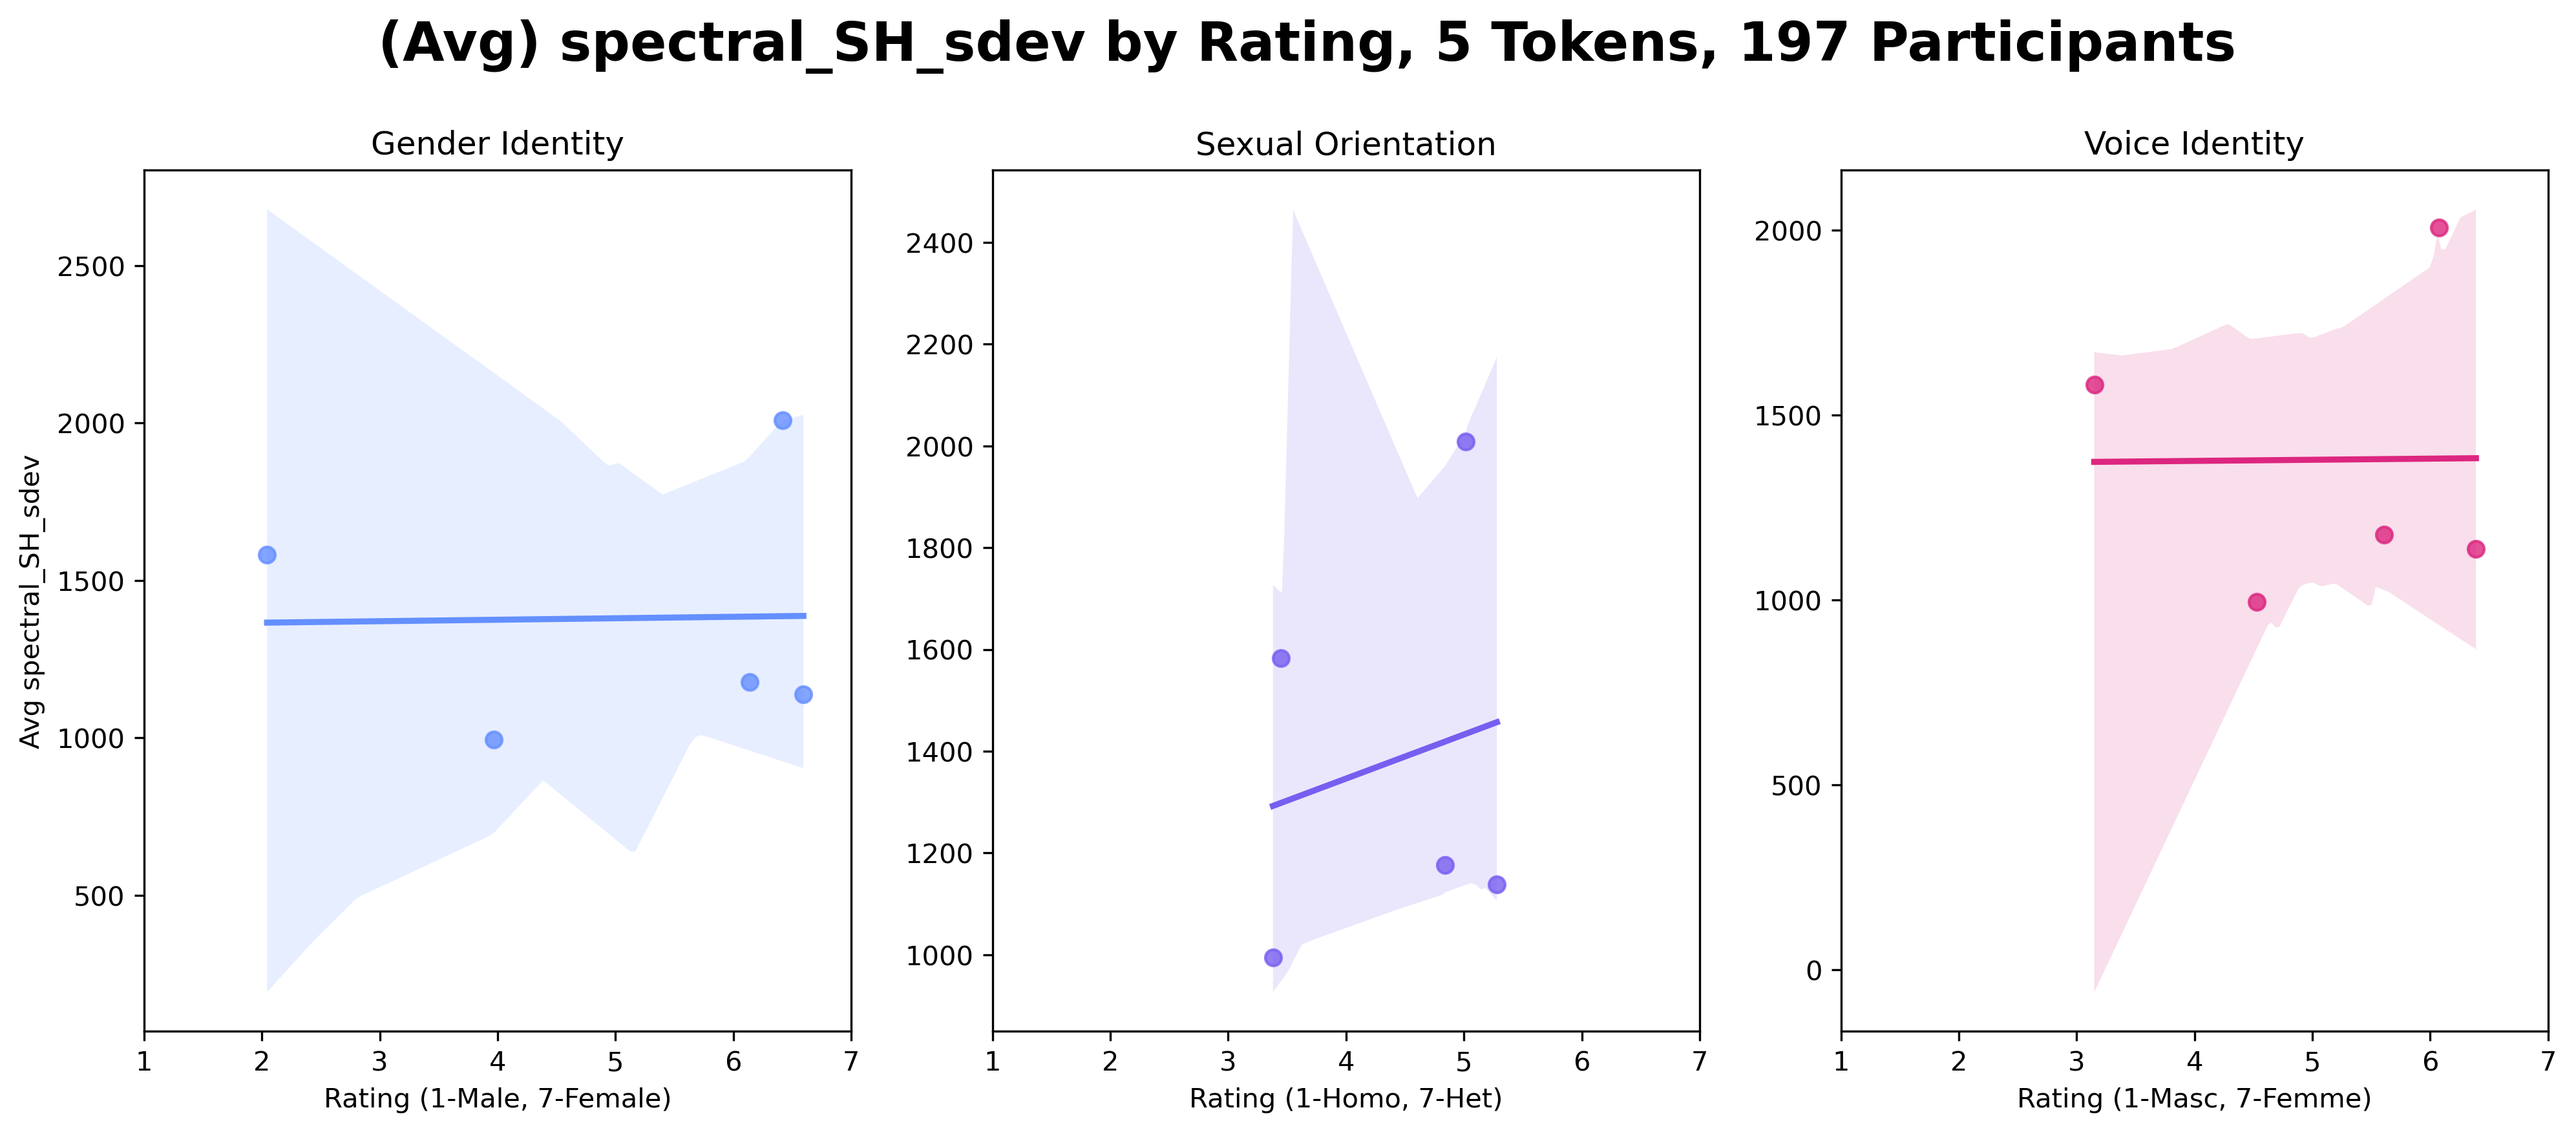 (Avg) spectral_SH_sdev by Rating, 5 Tokens, 197 Participants
Gender Identity
Avg spectral_SH_sdev
2500
2000
1500
1000
500
1 2 3 4 5 6 7
Rating (1-Male, 7-Female)
Sexual Orientation
2400
2200
2000
1800
1600
1400
1200
1000
1 2 3 4 5 6 7
Rating (1-Homo, 7-Het)
Voice Identity
2000
1500
1000
500
0
1 2 3 4 5 6 7
Rating (1-Masc, 7-Femme)